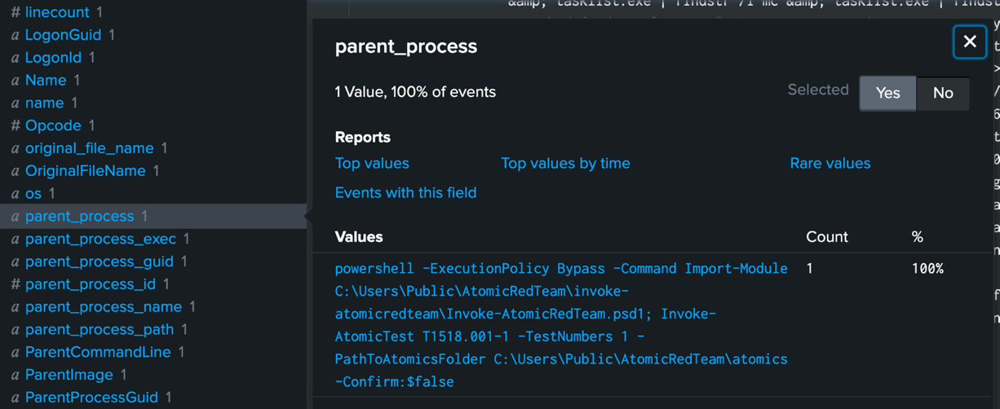 &amp; tasklist.exe | findstr /i mc &amp; tasklist.exe | findst
# linecount 1
a LogonGuid 1
a LogonId 1
a Name 1
a name 1
# Opcode 1
a original_file_name 1
a OriginalFileName 1
a os 1
a parent_process 1
a parent_process_exec 1
a parent_process_guid 1
# parent_process_id 1
a parent_process_name 1
a parent_process_path 1
a ParentCommandLine 1
a ParentImage 1
a ParentProcessGuid 1
parent_process
1 Value, 100% of events
Selected Yes No
Reports
Top values Top values by time Rare values
Events with this field
Values Count %
powershell -ExecutionPolicy Bypass -Command Import-Module 1 100%
C:\Users\Public\AtomicRedTeam\invoke-
atomicredteam\Invoke-AtomicRedTeam.psd1; Invoke-
AtomicTest T1518.001-1 -TestNumbers 1 -
PathToAtomicsFolder C:\Users\Public\AtomicRedTeam\atomics
-Confirm:$false